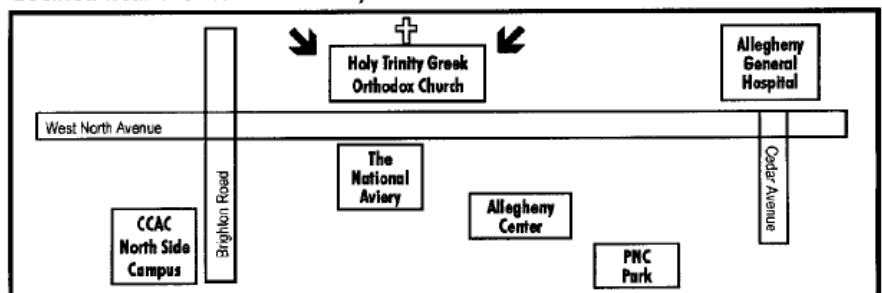 Holy Trinity Greek
Orthodox Church
Allegheny
General
Hospital
West North Avenue
The
National
Aviery
Cedar Avenue
Brighton Road
Allegheny
Center
CCAC
North Side
Campus
PNC
Park